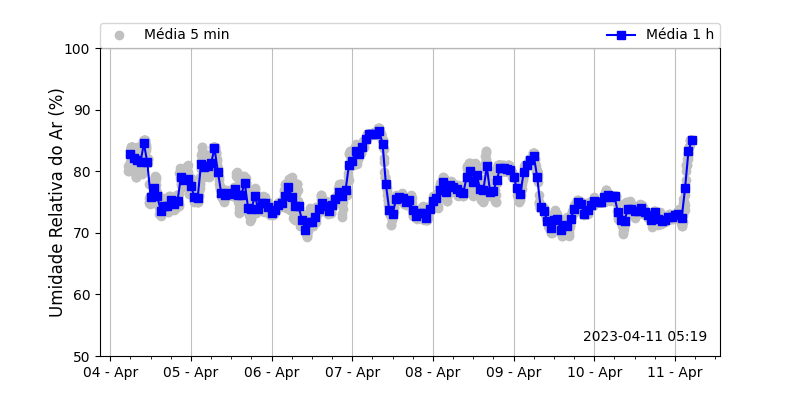 Média 5 min
Média 1 h
100
90
80
70
60
50
Umidade Relativa do Ar (%)
2023-04-11 05:19
04 - Apr
05 - Apr
06 - Apr
07 - Apr
08 - Apr
09 - Apr
10 - Apr
11 - Apr